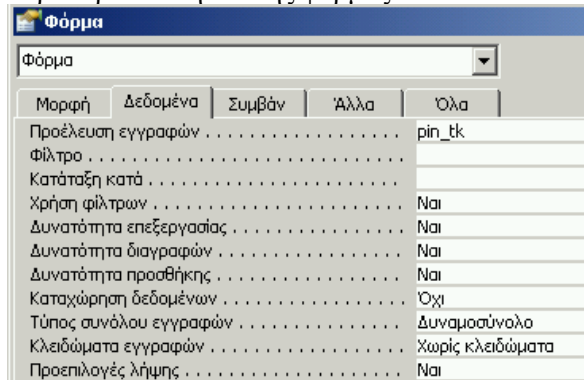 Φόρμα
Φόρμα
Μορφή Δεδομένα Συμβάν Άλλα Όλα
Προέλευση εγγραφών . . . . . . . . . . . . . . . . . . pin_tk
Φίλτρο . . . . . . . . . . . . . . . . . . . . . . . . . . . . .
Κατάταξη κατά . . . . . . . . . . . . . . . . . . . . . . .
Χρήση φίλτρων . . . . . . . . . . . . . . . . . . . . . . . Ναι
Δυνατότητα επεξεργασίας . . . . . . . . . . . . . . . Ναι
Δυνατότητα διαγραφών . . . . . . . . . . . . . . . . . Ναι
Δυνατότητα προσθήκης . . . . . . . . . . . . . . . . . Ναι
Καταχώρηση δεδομένων . . . . . . . . . . . . . . . . Όχι
Τύπος συνόλου εγγραφών . . . . . . . . . . . . . . . Δυναμοσύνολο
Κλειδώματα εγγραφών . . . . . . . . . . . . . . . . . Χωρίς κλειδώματα
Προεπιλογές λήψης . . . . . . . . . . . . . . . . . . . . Ναι